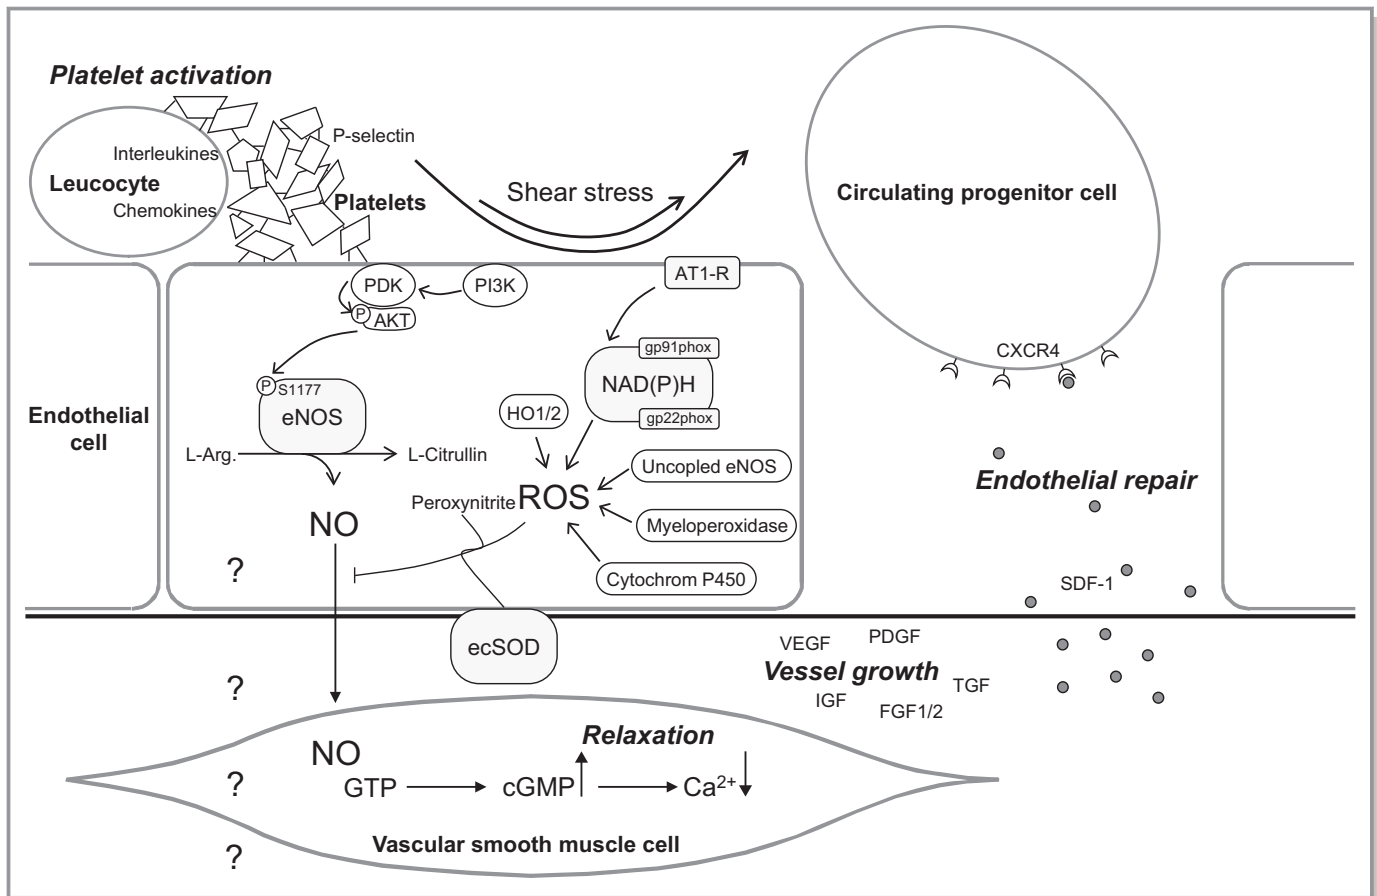 Platelet activation
Interleukines
Leucocyte
Chemokines
P-selectin
Platelets
Shear stress
Circulating progenitor cell
CXCR4
PDK
PI3K
P
AKT
AT1-R
gp91phox
NAD(P)H
gp22phox
P
S1177
eNOS
HO1/2
Endothelial
cell
L-Arg.
L-Citrullin
Uncopled eNOS
Peroxynitrite
ROS
Myeloperoxidase
Cytochrom P450
NO
?
Endothelial repair
SDF-1
ecSOD
VEGF
PDGF
Vessel growth
TGF
IGF
FGF1/2
?
Relaxation
NO
GTP
cGMP
Ca2+
?
Vascular smooth muscle cell
?